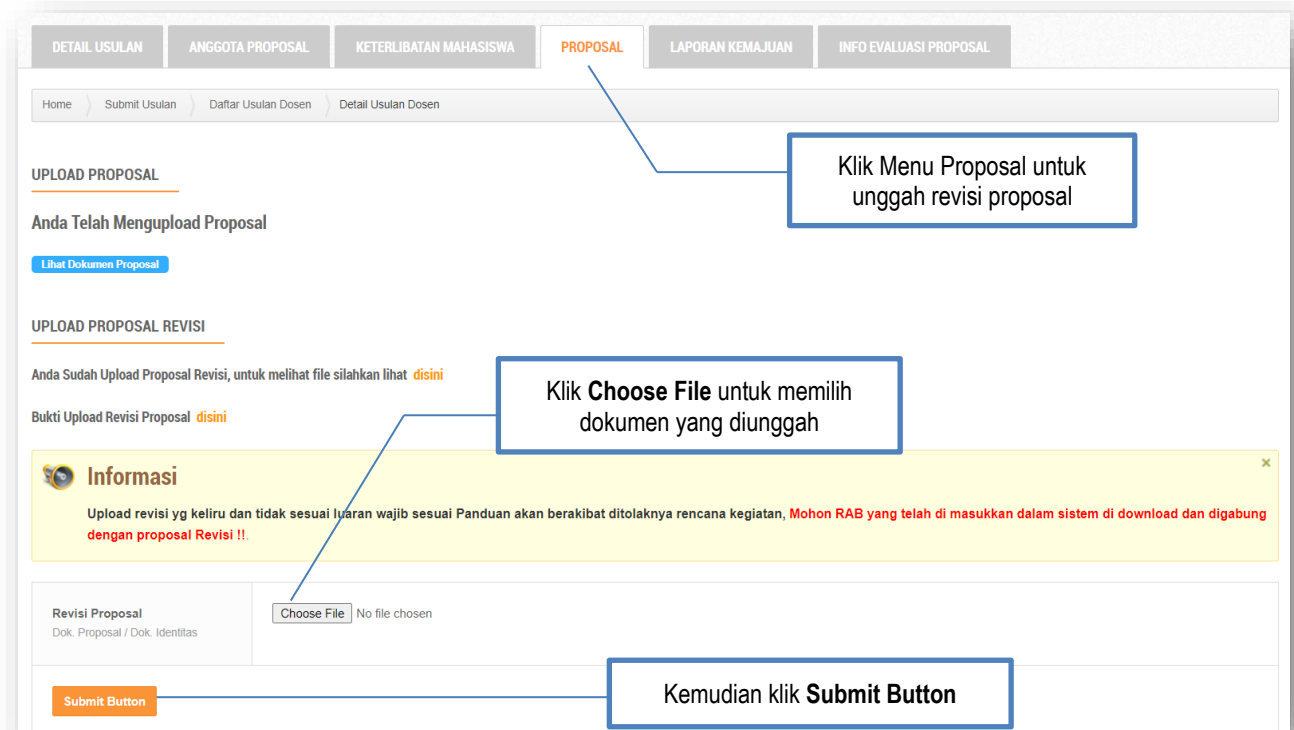 DETAIL USULAN
ANGGOTA PROPOSAL
KETERLIBATAN MAHASISWA
PROPOSAL
LAPORAN KEMAJUAN
INFO EVALUASI PROPOSAL
Home
Submit Usulan
Daftar Usulan Dosen
Detail Usulan Dosen
Klik Menu Proposal untuk
unggah revisi proposal
UPLOAD PROPOSAL
Anda Telah Mengupload Proposal
Lihat Dokumen Proposal
UPLOAD PROPOSAL REVISI
Anda Sudah Upload Proposal Revisi, untuk melihat file silahkan lihat disini
Klik Choose File untuk memilih
dokumen yang diunggah
Bukti Upload Revisi Proposal disini
Informasi
×
Upload revisi yg keliru dan tidak sesuai luaran wajib sesuai Panduan akan berakibat ditolaknya rencana kegiatan, Mohon RAB yang telah di masukkan dalam sistem di download dan digabung
dengan proposal Revisi !!.
Revisi Proposal
Dok. Proposal / Dok. Identitas
Choose File No file chosen
Submit Button
Kemudian klik Submit Button